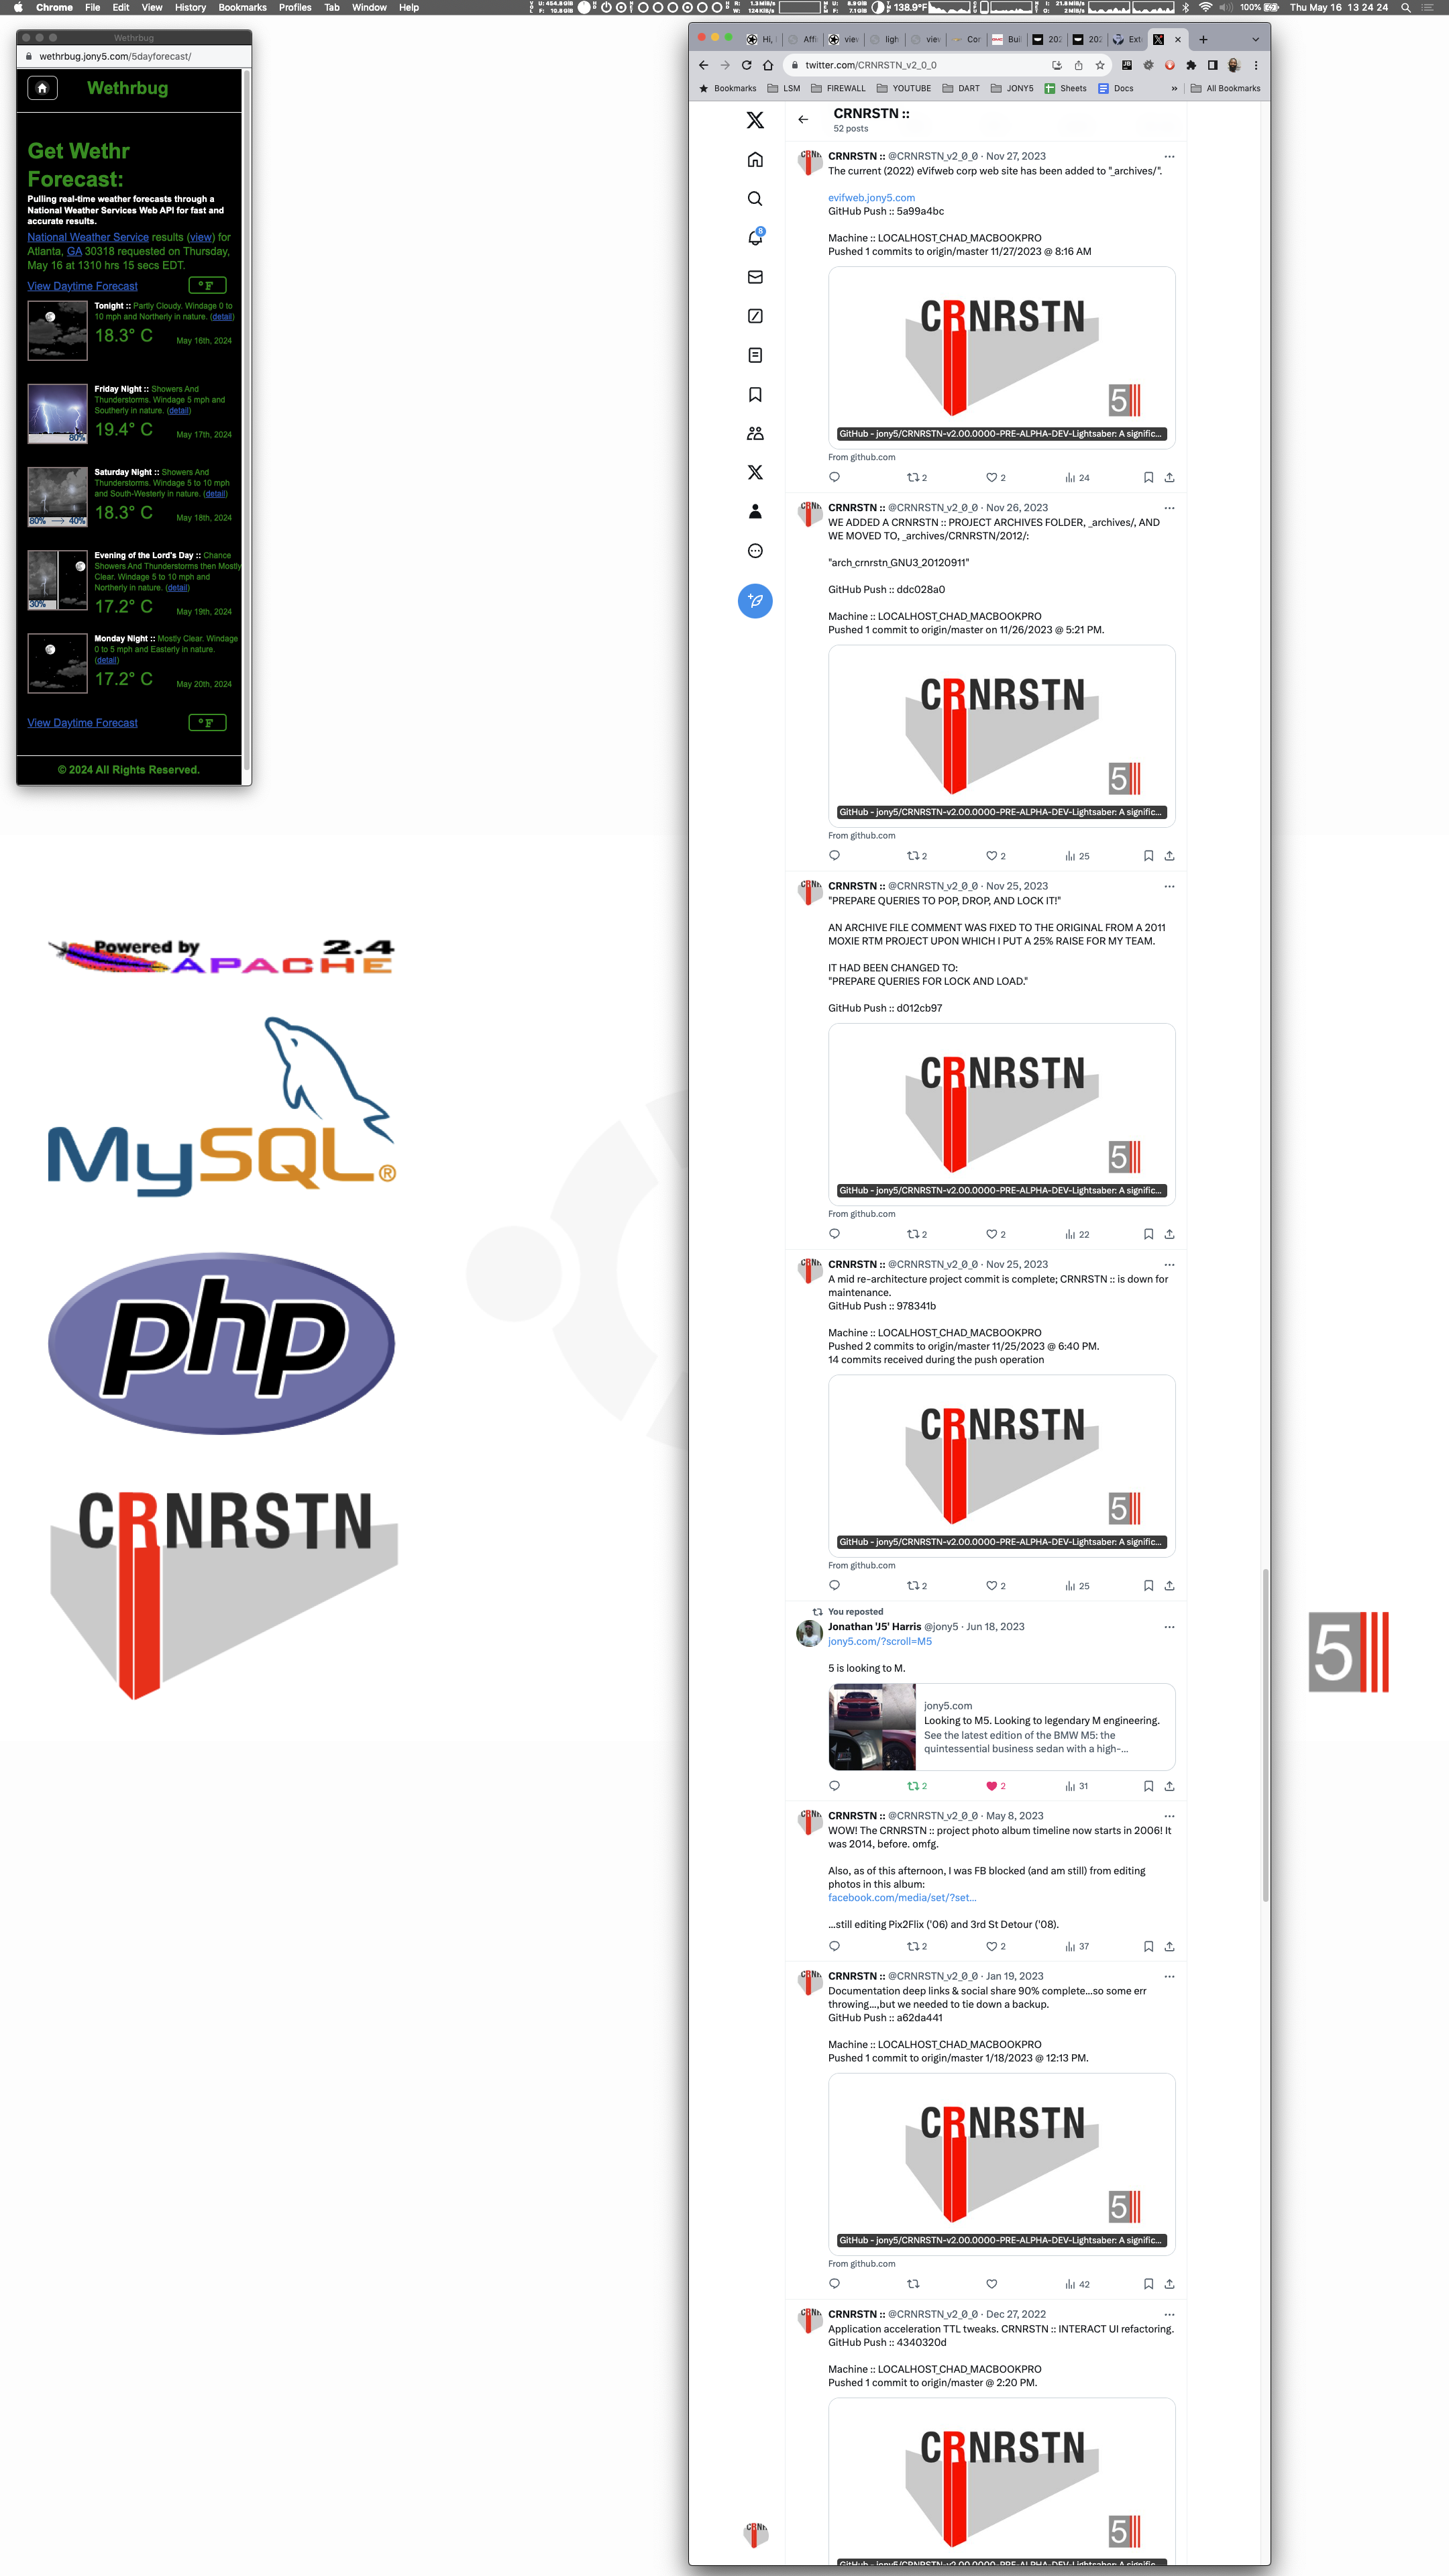 Chrome File Edit View History Bookmarks Profiles Tab Window Help
138.9°F
100%
Thu May 16 13 24 24
Wethrbug
wethrbug.jony5.com/5dayforecast/
Wethrbug
Get Wethr
Forecast:
Pulling real-time weather forecasts through a
National Weather Services Web API for fast and
accurate results.
National Weather Service results (view) for
Atlanta, GA 30318 requested on Thursday,
May 16 at 1310 hrs 15 secs EDT.
View Daytime Forecast °F
Tonight :: Partly Cloudy. Windage 0 to
10 mph and Northerly in nature. (detail)
18.3° C May 16th, 2024
Friday Night :: Showers And
Thunderstorms. Windage 5 mph and
Southerly in nature. (detail)
80%
19.4° C May 17th, 2024
Saturday Night :: Showers And
Thunderstorms. Windage 5 to 10 mph
and South-Westerly in nature. (detail)
80% → 40%
18.3° C May 18th, 2024
Evening of the Lord's Day :: Chance
Showers And Thunderstorms then Mostly
Clear. Windage 5 to 10 mph and
Northerly in nature. (detail)
30%
17.2° C May 19th, 2024
Monday Night :: Mostly Clear. Windage
0 to 5 mph and Easterly in nature.
(detail)
17.2° C May 20th, 2024
View Daytime Forecast °F
© 2024 All Rights Reserved.
Powered by 2.4
APACHE
MySQL®
php
CRNRSTN
5
twitter.com/CRNRSTN_v2_0_0
Bookmarks LSM FIREWALL YOUTUBE DART JONY5 Sheets Docs » All Bookmarks
CRNRSTN ::
52 posts
8
CRNRSTN :: @CRNRSTN_v2_0_0 · Nov 27, 2023
The current (2022) eVifweb corp web site has been added to "_archives/".
evifweb.jony5.com
GitHub Push :: 5a99a4bc
Machine :: LOCALHOST_CHAD_MACBOOKPRO
Pushed 1 commits to origin/master 11/27/2023 @ 8:16 AM
CRNRSTN
5
GitHub - jony5/CRNRSTN-v2.00.0000-PRE-ALPHA-DEV-Lightsaber: A signific...
From github.com
2 2 24
CRNRSTN :: @CRNRSTN_v2_0_0 · Nov 26, 2023
WE ADDED A CRNRSTN :: PROJECT ARCHIVES FOLDER, _archives/, AND
WE MOVED TO, _archives/CRNRSTN/2012/:
"arch_crnrstn_GNU3_20120911"
GitHub Push :: ddc028a0
Machine :: LOCALHOST_CHAD_MACBOOKPRO
Pushed 1 commit to origin/master on 11/26/2023 @ 5:21 PM.
CRNRSTN
5
GitHub - jony5/CRNRSTN-v2.00.0000-PRE-ALPHA-DEV-Lightsaber: A signific...
From github.com
2 2 25
CRNRSTN :: @CRNRSTN_v2_0_0 · Nov 25, 2023
"PREPARE QUERIES TO POP, DROP, AND LOCK IT!"
AN ARCHIVE FILE COMMENT WAS FIXED TO THE ORIGINAL FROM A 2011
MOXIE RTM PROJECT UPON WHICH I PUT A 25% RAISE FOR MY TEAM.
IT HAD BEEN CHANGED TO:
"PREPARE QUERIES FOR LOCK AND LOAD."
GitHub Push :: d012cb97
CRNRSTN
5
GitHub - jony5/CRNRSTN-v2.00.0000-PRE-ALPHA-DEV-Lightsaber: A signific...
From github.com
2 2 22
CRNRSTN :: @CRNRSTN_v2_0_0 · Nov 25, 2023
A mid re-architecture project commit is complete; CRNRSTN :: is down for
maintenance.
GitHub Push :: 978341b
Machine :: LOCALHOST_CHAD_MACBOOKPRO
Pushed 2 commits to origin/master 11/25/2023 @ 6:40 PM.
14 commits received during the push operation
CRNRSTN
5
GitHub - jony5/CRNRSTN-v2.00.0000-PRE-ALPHA-DEV-Lightsaber: A signific...
From github.com
2 2 25
You reposted
Jonathan 'J5' Harris @jony5 · Jun 18, 2023
jony5.com/?scroll=M5
5 is looking to M.
jony5.com
Looking to M5. Looking to legendary M engineering.
See the latest edition of the BMW M5: the
quintessential business sedan with a high-...
2 2 31
CRNRSTN :: @CRNRSTN_v2_0_0 · May 8, 2023
WOW! The CRNRSTN :: project photo album timeline now starts in 2006! It
was 2014, before. omfg.
Also, as of this afternoon, I was FB blocked (and am still) from editing
photos in this album:
facebook.com/media/set/?set...
...still editing Pix2Flix ('06) and 3rd St Detour ('08).
2 2 37
CRNRSTN :: @CRNRSTN_v2_0_0 · Jan 19, 2023
Documentation deep links & social share 90% complete...so some err
throwing...,but we needed to tie down a backup.
GitHub Push :: a62da441
Machine :: LOCALHOST_CHAD_MACBOOKPRO
Pushed 1 commit to origin/master 1/18/2023 @ 12:13 PM.
CRNRSTN
5
GitHub - jony5/CRNRSTN-v2.00.0000-PRE-ALPHA-DEV-Lightsaber: A signific...
From github.com
42
CRNRSTN :: @CRNRSTN_v2_0_0 · Dec 27, 2022
Application acceleration TTL tweaks. CRNRSTN :: INTERACT UI refactoring.
GitHub Push :: 4340320d
Machine :: LOCALHOST_CHAD_MACBOOKPRO
Pushed 1 commit to origin/master @ 2:20 PM.
CRNRSTN
5
5